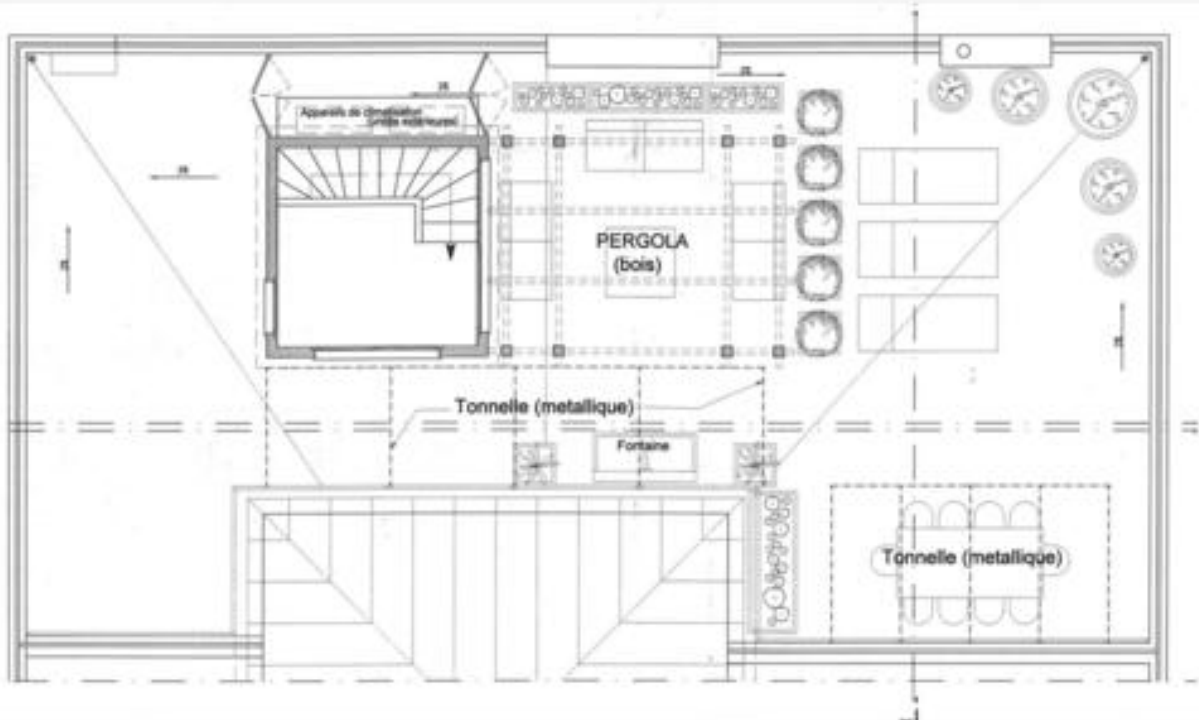 Appareils de climatisation
(unités extérieures)
PERGOLA
(bois)
Tonnelle (metallique)
Fontaine
Tonnelle (metallique)